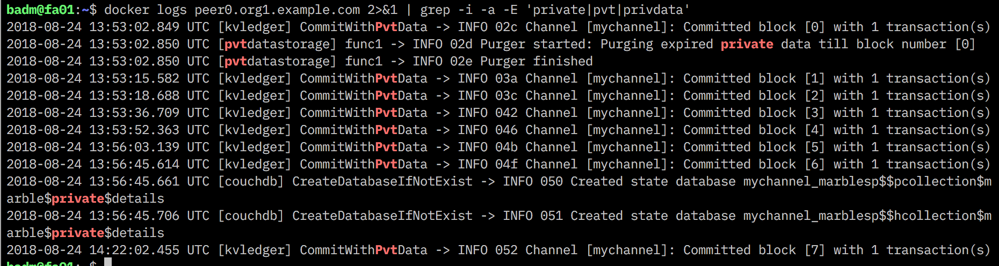 badm@fa01:~$ docker logs peer0.org1.example.com 2>&1 | grep -i -a -E 'private|pvt|privdata'
2018-08-24 13:53:02.849 UTC [kvledger] CommitWithPvtData -> INFO 02c Channel [mychannel]: Committed block [0] with 1 transaction(s)
2018-08-24 13:53:02.850 UTC [pvtdatastorage] func1 -> INFO 02d Purger started: Purging expired private data till block number [0]
2018-08-24 13:53:02.850 UTC [pvtdatastorage] func1 -> INFO 02e Purger finished
2018-08-24 13:53:15.582 UTC [kvledger] CommitWithPvtData -> INFO 03a Channel [mychannel]: Committed block [1] with 1 transaction(s)
2018-08-24 13:53:18.688 UTC [kvledger] CommitWithPvtData -> INFO 03c Channel [mychannel]: Committed block [2] with 1 transaction(s)
2018-08-24 13:53:36.709 UTC [kvledger] CommitWithPvtData -> INFO 042 Channel [mychannel]: Committed block [3] with 1 transaction(s)
2018-08-24 13:53:52.363 UTC [kvledger] CommitWithPvtData -> INFO 046 Channel [mychannel]: Committed block [4] with 1 transaction(s)
2018-08-24 13:56:03.139 UTC [kvledger] CommitWithPvtData -> INFO 04b Channel [mychannel]: Committed block [5] with 1 transaction(s)
2018-08-24 13:56:45.614 UTC [kvledger] CommitWithPvtData -> INFO 04f Channel [mychannel]: Committed block [6] with 1 transaction(s)
2018-08-24 13:56:45.661 UTC [couchdb] CreateDatabaseIfNotExist -> INFO 050 Created state database mychannel_marblesp$$pcollection$m
arble$private$details
2018-08-24 13:56:45.706 UTC [couchdb] CreateDatabaseIfNotExist -> INFO 051 Created state database mychannel_marblesp$$hcollection$m
arble$private$details
2018-08-24 14:22:02.455 UTC [kvledger] CommitWithPvtData -> INFO 052 Channel [mychannel]: Committed block [7] with 1 transaction(s)
badm@fa01:~$